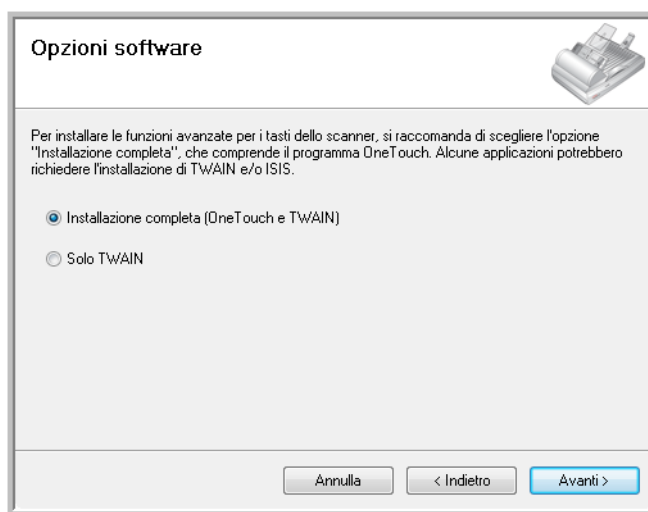 Opzioni software
Per installare le funzioni avanzate per i tasti dello scanner, si raccomanda di scegliere l'opzione
"Installazione completa", che comprende il programma OneTouch. Alcune applicazioni potrebbero
richiedere l'installazione di TWAIN e/o ISIS.
Installazione completa (OneTouch e TWAIN)
Solo TWAIN
Annulla
< Indietro
Avanti >